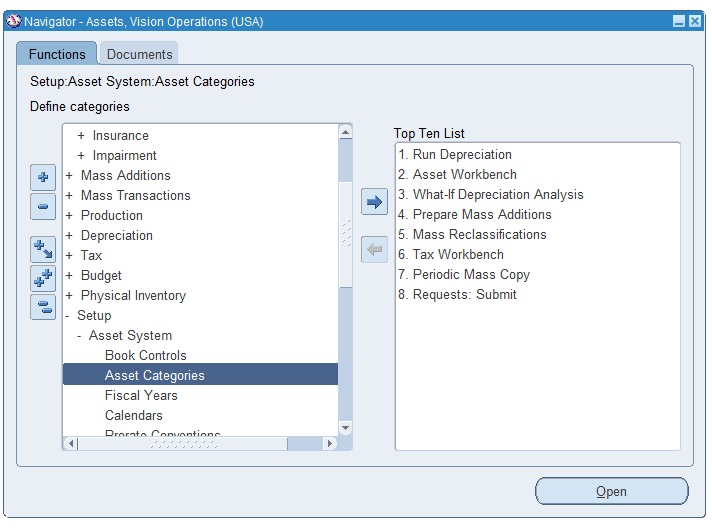 Navigator - Assets, Vision Operations (USA)
Functions
Documents
Setup:Asset System:Asset Categories
Define categories
+ Insurance
+ Impairment
+ Mass Additions
+ Mass Transactions
+ Production
+ Depreciation
+ Tax
+ Budget
+ Physical Inventory
- Setup
- Asset System
Book Controls
Asset Categories
Fiscal Years
Calendars
Prorate Conventions
Top Ten List
1. Run Depreciation
2. Asset Workbench
3. What-If Depreciation Analysis
4. Prepare Mass Additions
5. Mass Reclassifications
6. Tax Workbench
7. Periodic Mass Copy
8. Requests: Submit
Open